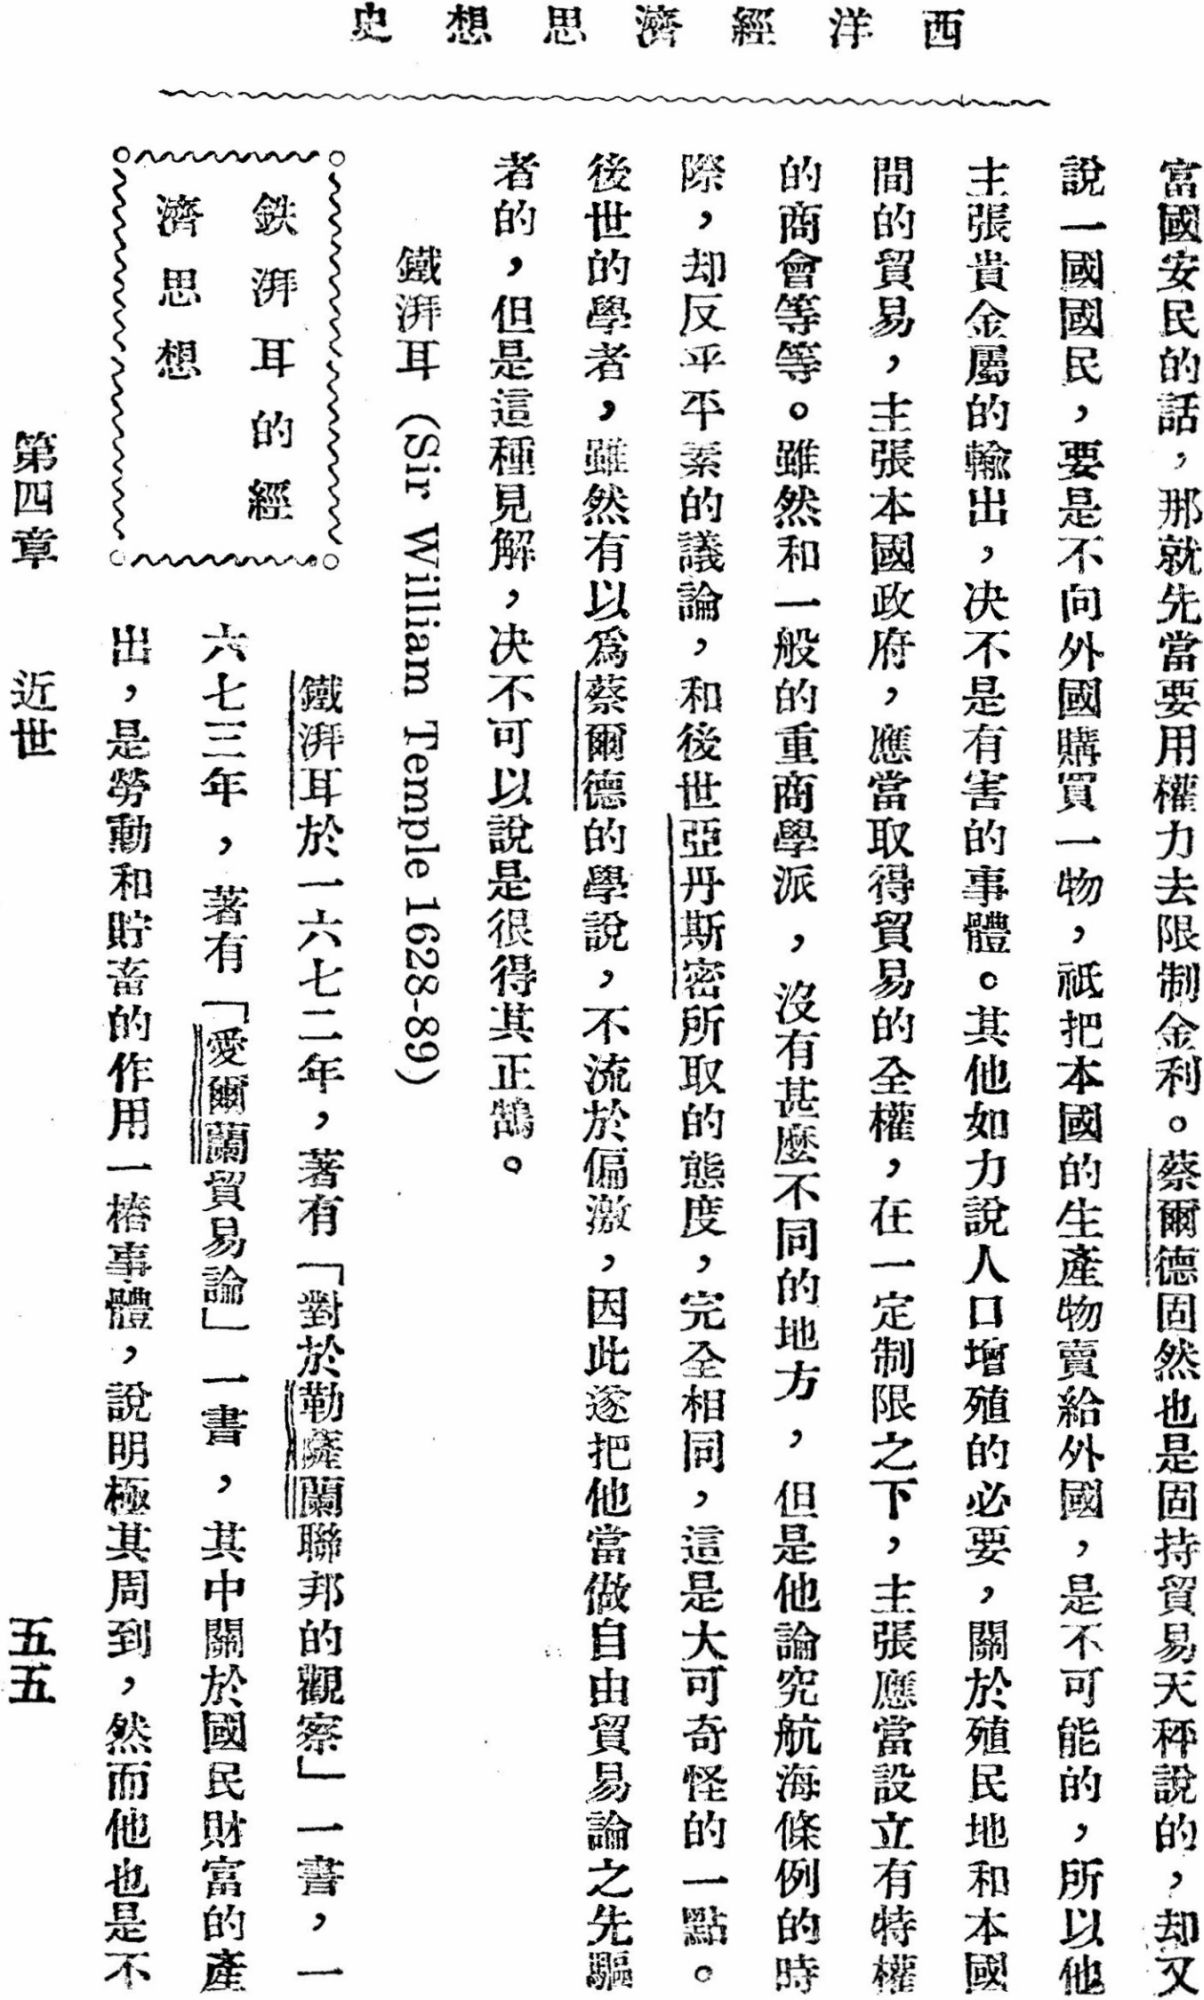 西洋經濟思想史
富國安民的話，那就先當要用權力去限制金利。蔡爾德固然也是固持貿易天秤說的，却又
說一國國民，要是不向外國購買一物，祇把本國的生產物賣給外國，是不可能的，所以他
主張貴金屬的輸出，决不是有害的事體。其他如力說人口增殖的必要，關於殖民地和本國
間的貿易，主張本國政府，應當取得貿易的全權，在一定制限之下，主張應當設立有特權
的商會等等。雖然和一般的重商學派，沒有甚麼不同的地方，但是他論究航海條例的時
際，却反乎平素的議論，和後世亞丹斯密所取的態度，完全相同，這是大可奇怪的一點。
後世的學者，雖然有以爲蔡爾德的學說，不流於偏激，因此遂把他當做自由貿易論之先驅
者的，但是這種見解，决不可以說是很得其正鵠。
鐵湃耳（Sir William Temple 1628-89）
鉄湃耳的經
濟思想
鐵湃耳於一六七二年，著有「對於勒薩蘭聯邦的觀察」一書，一
六七三年，著有「愛爾蘭貿易論」一書，其中關於國民財富的產
出，是勞動和貯畜的作用一樁事體，說明極其周到，然而他也是不
第四章 近世 五五